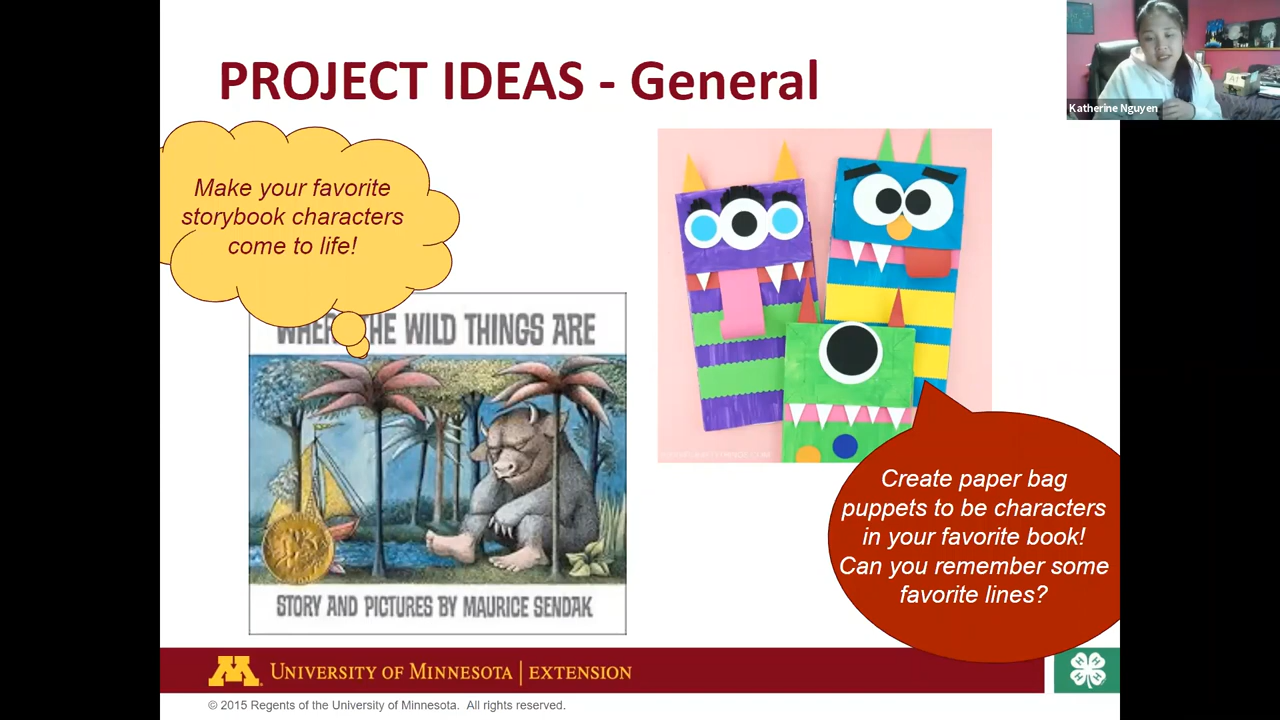 PROJECT IDEAS - General
Katherine Nguyen
Make your favorite
storybook characters
come to life!
THE WILD THINGS ARE
STORY AND PICTURES BY MAURICE SENDAK
Create paper bag
puppets to be characters
in your favorite book!
Can you remember some
favorite lines?
M UNIVERSITY OF MINNESOTA | EXTENSION
H H H H
© 2015 Regents of the University of Minnesota. All rights reserved.